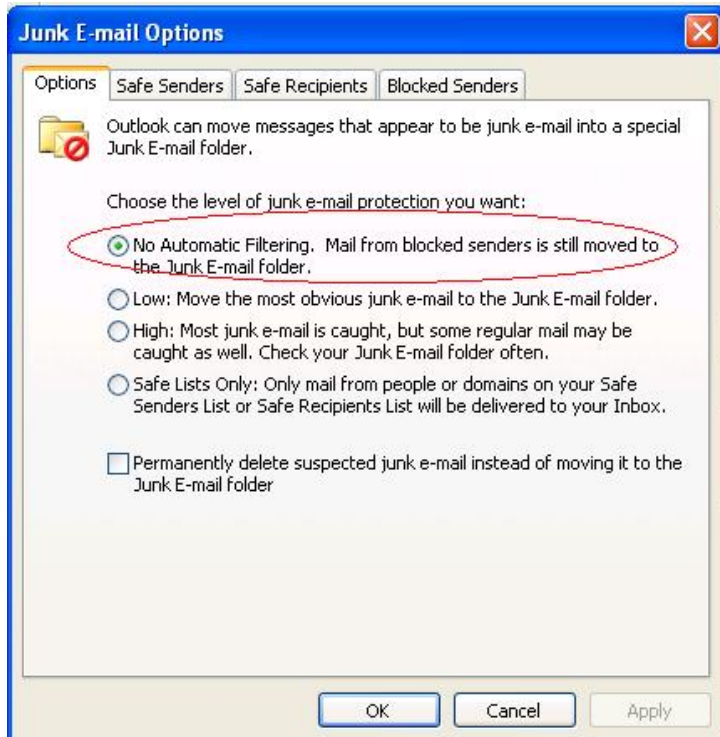 Junk E-mail Options
Options
Safe Senders
Safe Recipients
Blocked Senders
Outlook can move messages that appear to be junk e-mail into a special
Junk E-mail folder.
Choose the level of junk e-mail protection you want:
No Automatic Filtering. Mail from blocked senders is still moved to
the Junk E-mail folder.
Low: Move the most obvious junk e-mail to the Junk E-mail folder.
High: Most junk e-mail is caught, but some regular mail may be
caught as well. Check your Junk E-mail folder often.
Safe Lists Only: Only mail from people or domains on your Safe
Senders List or Safe Recipients List will be delivered to your Inbox.
Permanently delete suspected junk e-mail instead of moving it to the
Junk E-mail folder
OK
Cancel
Apply